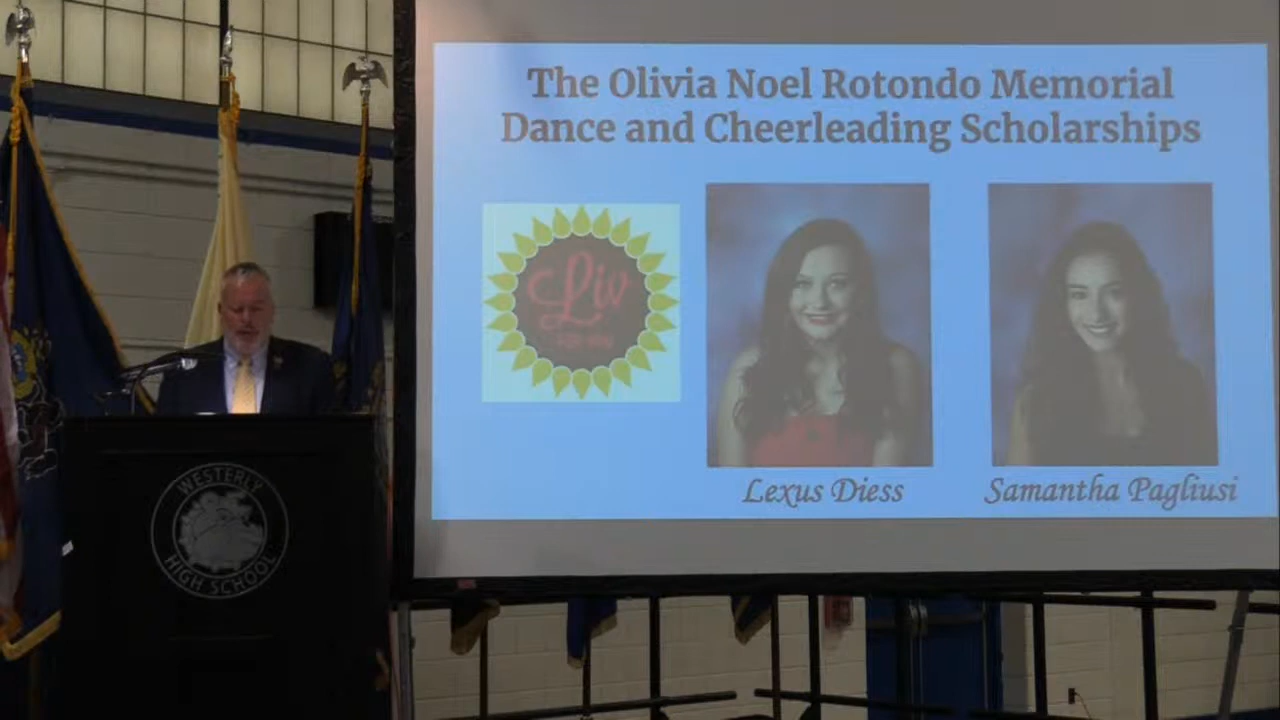 The Olivia Noel Rotondo Memorial
Dance and Cheerleading Scholarships
Liv
Lexus Diess
Samantha Pagliusi
WESTERLY
HIGH SCHOOL